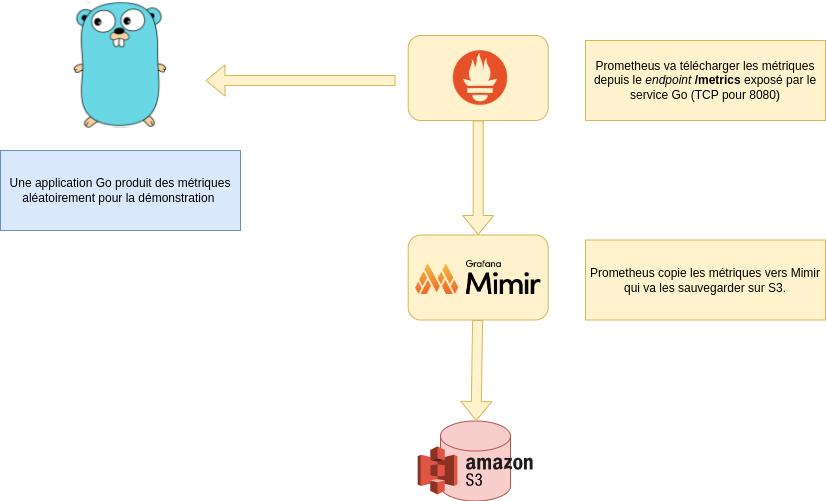 Prometheus va télécharger les métriques
depuis le endpoint /metrics exposé par le
service Go (TCP pour 8080)
Une application Go produit des métriques
aléatoirement pour la démonstration
Grafana
Mimir
Prometheus copie les métriques vers Mimir
qui va les sauvegarder sur S3.
amazon
S3